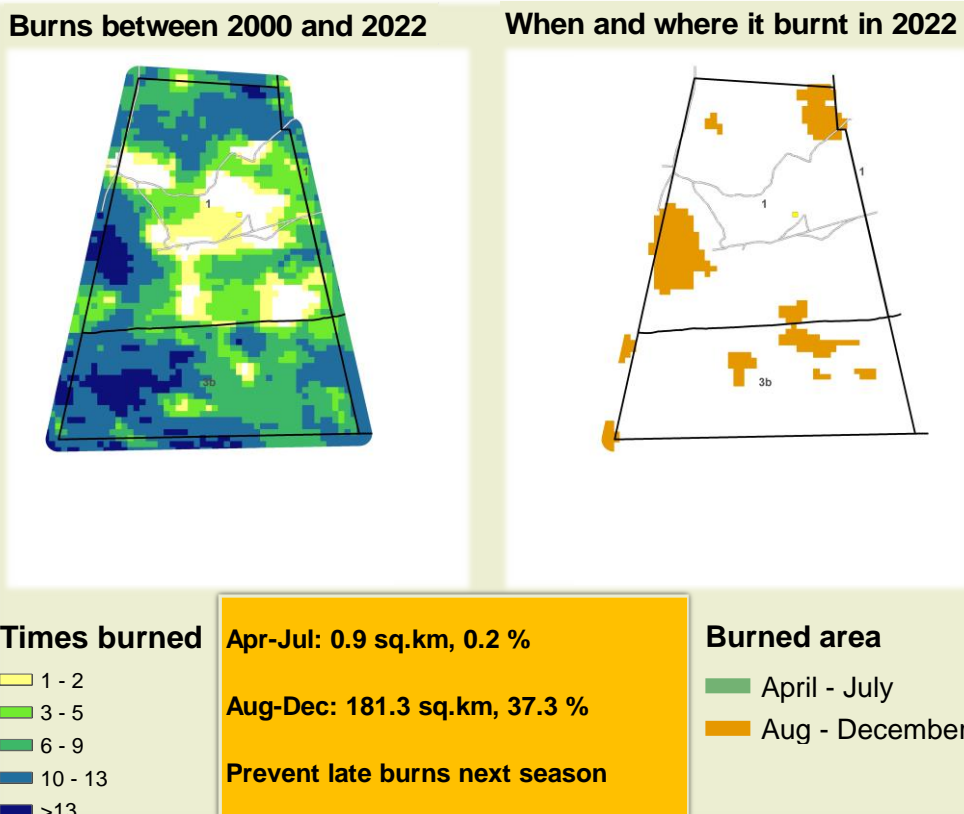 Burns between 2000 and 2022
When and where it burnt in 2022
1
1
3b
1
1
3b
Times burned
1 - 2
3 - 5
6 - 9
10 - 13
>13
Apr-Jul: 0.9 sq.km, 0.2 %
Aug-Dec: 181.3 sq.km, 37.3 %
Prevent late burns next season
Burned area
April - July
Aug - December